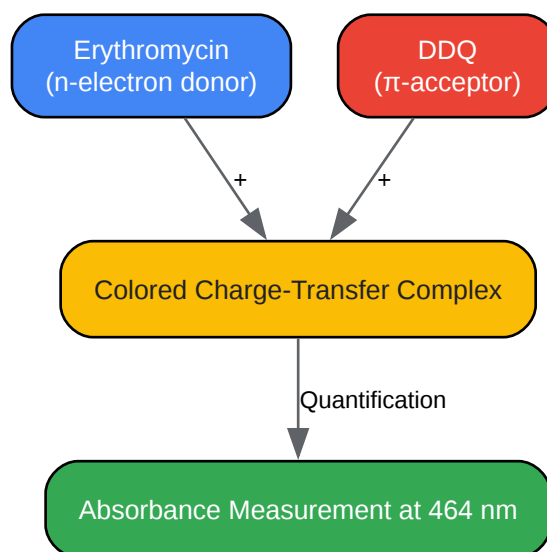 Erythromycin
(n-electron donor)
DDQ
(π-acceptor)
+
+
Colored Charge-Transfer Complex
Quantification
Absorbance Measurement at 464 nm